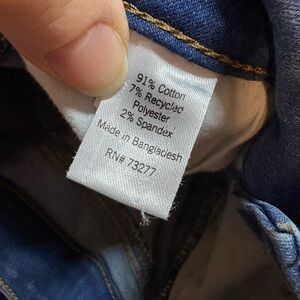 91% Cotton
7% Recycled
Polyester
2% Spandex
Made in Bangladesh
RN# 73277